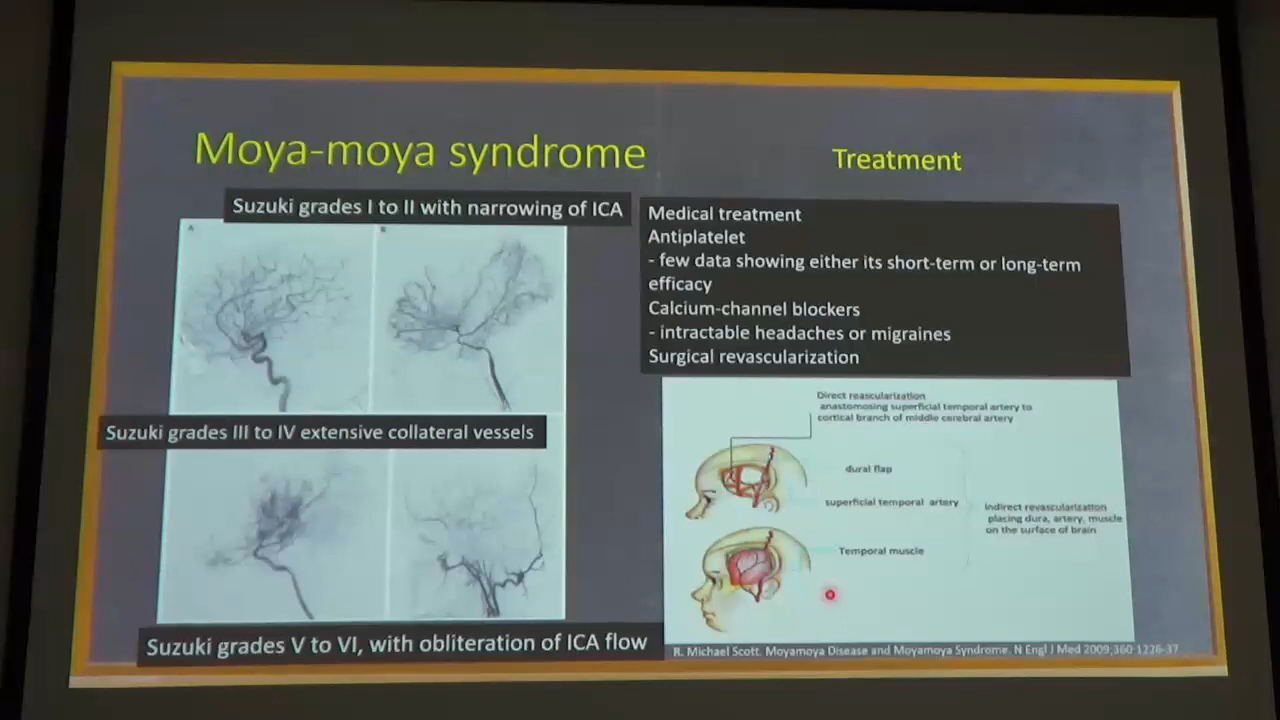 Moya-moya syndrome
Treatment
Suzuki grades I to II with narrowing of ICA
A
B
Suzuki grades III to IV extensive collateral vessels
Suzuki grades V to VI, with obliteration of ICA flow
Medical treatment
Antiplatelet
- few data showing either its short-term or long-term
efficacy
Calcium-channel blockers
- intractable headaches or migraines
Surgical revascularization
Direct reascularization
anastomosing superficial temporal artery to
cortical branch of middle cerebral artery
dural flap
superficial temporal artery
Temporal muscle
Indirect revascularization
placing dura, artery, muscle
on the surface of brain
R. Michael Scott. Moyamoya Disease and Moyamoya Syndrome. N Engl J Med 2009;360:1226-37